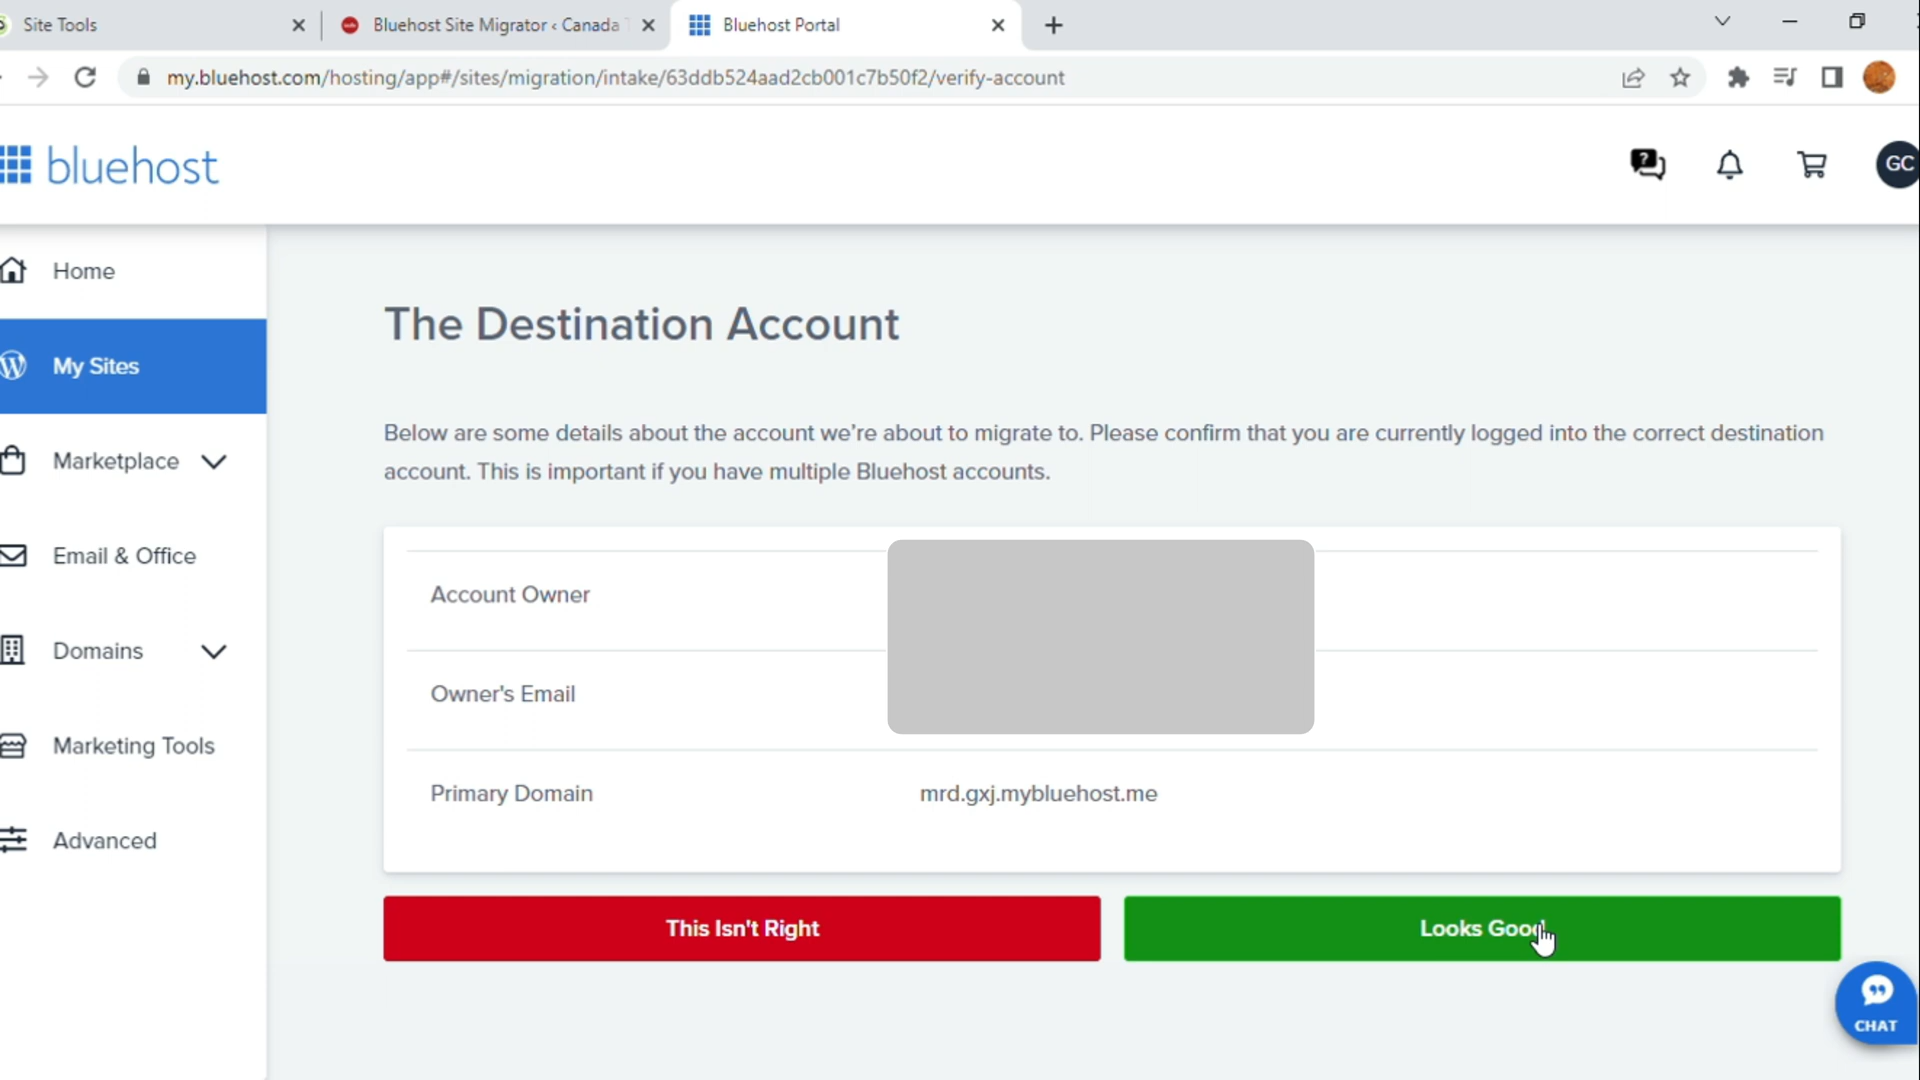 Site Tools
Bluehost Site Migrator ‹ Canada
Bluehost Portal
my.bluehost.com/hosting/app#/sites/migration/intake/63ddb524aad2cb001c7b50f2/verify-account
bluehost
GC
Home
My Sites
Marketplace
Email & Office
Domains
Marketing Tools
Advanced
The Destination Account
Below are some details about the account we're about to migrate to. Please confirm that you are currently logged into the correct destination
account. This is important if you have multiple Bluehost accounts.
Account Owner
Owner's Email
Primary Domain mrd.gxj.mybluehost.me
This Isn't Right
Looks Good
CHAT